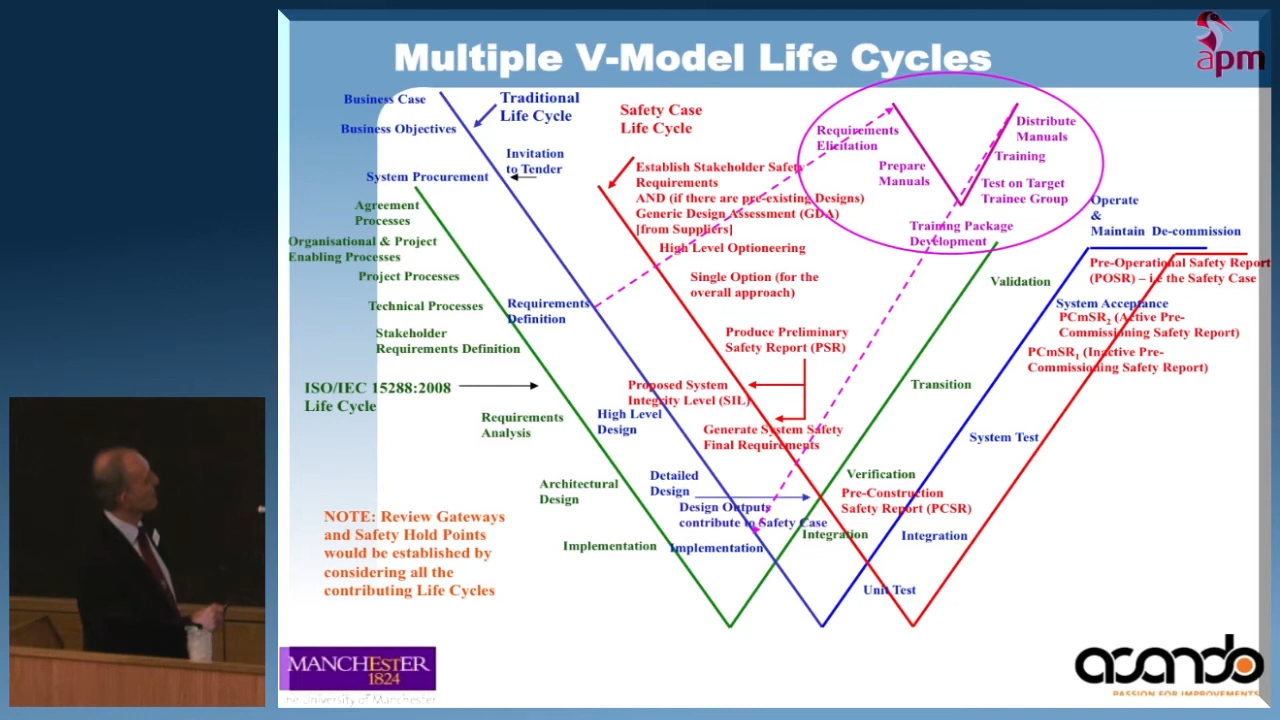 Multiple V-Model Life Cycles
apm
Business Case
Business Objectives
System Procurement
Traditional
Life Cycle
Invitation
to Tender
Safety Case
Life Cycle
Establish Stakeholder Safety
Requirements
AND (if there are pre-existing Designs)
Generic Design Assessment (GDA)
[from Suppliers]
High Level Optioneering
Single Option (for the
overall approach)
Requirements
Elicitation
Prepare
Manuals
Distribute
Manuals
Training
Test on Target
Trainee Group
Training Package
Development
Operate
&
Maintain De-commission
Agreement
Processes
Organisational & Project
Enabling Processes
Project Processes
Technical Processes
Stakeholder
Requirements Definition
Requirements
Definition
ISO/IEC 15288:2008
Life Cycle
Produce Preliminary
Safety Report (PSR)
Proposed System
Integrity Level (SIL)
Generate System Safety
Final Requirements
Validation
Pre-Operational Safety Report
(POSR) – i.e the Safety Case
System Acceptance
PCmSR2 (Active Pre-
Commissioning Safety Report)
PCmSR1 (Inactive Pre-
Commissioning Safety Report)
Transition
Requirements
Analysis
High Level
Design
System Test
Architectural
Design
Detailed
Design
Design Outputs
contribute to Safety Case
Verification
Pre-Construction
Safety Report (PCSR)
Implementation
Implementation
Integration
Integration
Unit Test
NOTE: Review Gateways
and Safety Hold Points
would be established by
considering all the
contributing Life Cycles
MANCHESTER
1824
he University of Manchester
asando
PASSION FOR IMPROVEMENTS